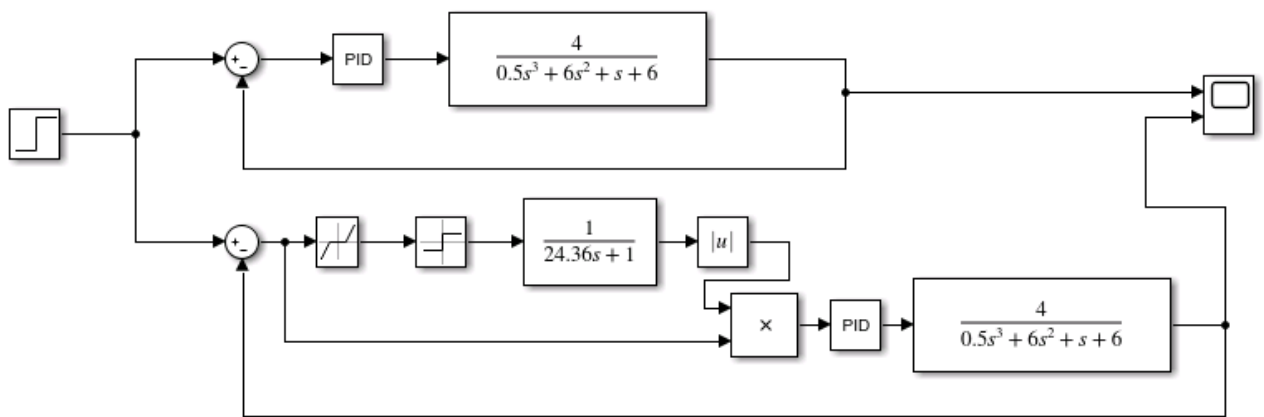 +
-
PID
4
0.5s³ + 6s² + s + 6
+
-
1
24.36s + 1
|u|
×
PID
4
0.5s³ + 6s² + s + 6